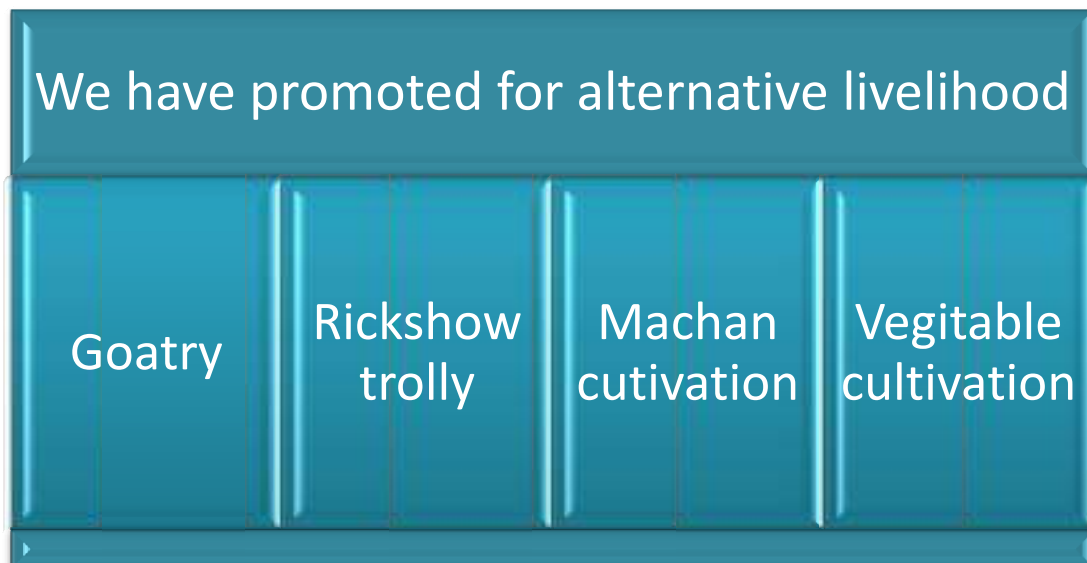 We have promoted for alternative livelihood
Goatry
Rickshow
trolly
Machan
cutivation
Vegitable
cultivation